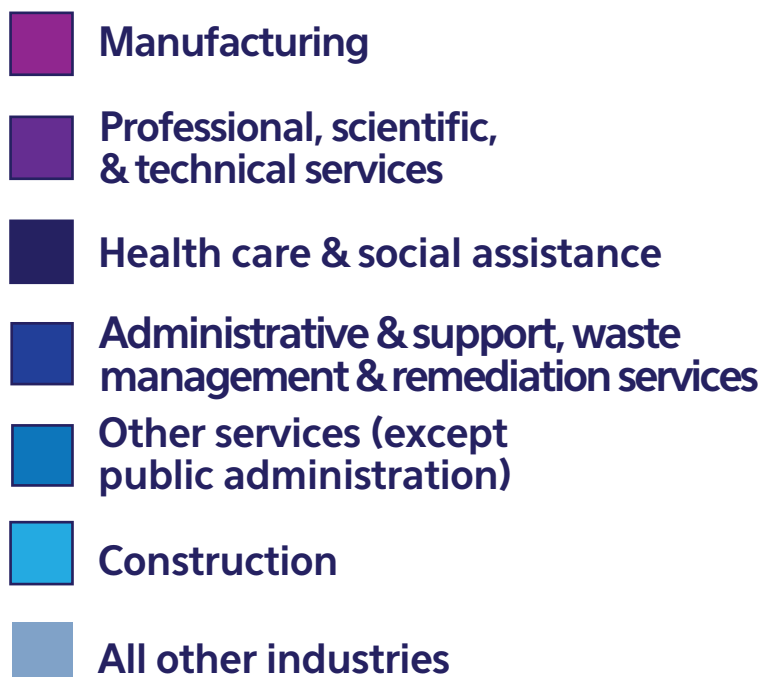 Manufacturing
Professional, scientific,
& technical services
Health care & social assistance
Administrative & support, waste
management & remediation services
Other services (except
public administration)
Construction
All other industries